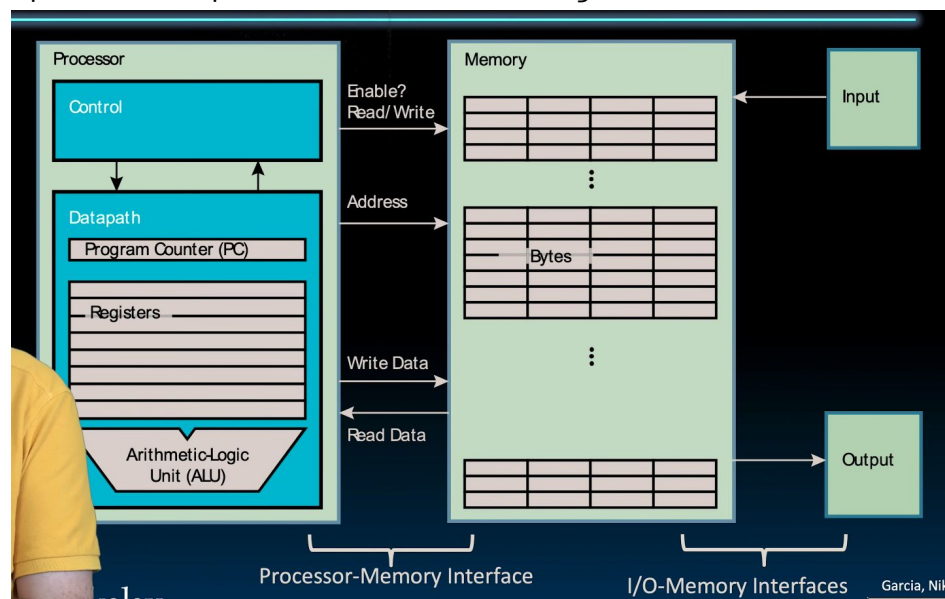 Processor
Control
Datapath
Program Counter (PC)
Registers
Arithmetic-Logic
Unit (ALU)
Enable?
Read/Write
Address
Write Data
Read Data
Memory
Bytes
Input
Output
Processor-Memory Interface
I/O-Memory Interfaces
Garcia, Nik